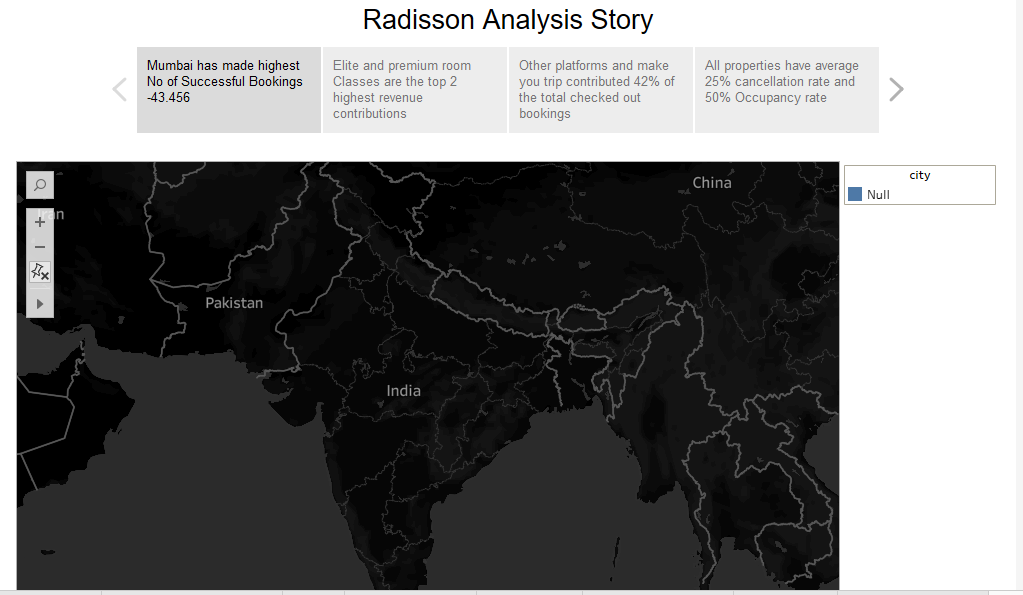 Radisson Analysis Story
Mumbai has made highest
No of Successful Bookings
-43.456
Elite and premium room
Classes are the top 2
highest revenue
contributions
Other platforms and make
you trip contributed 42% of
the total checked out
bookings
All properties have average
25% cancellation rate and
50% Occupancy rate
city
Null
China
Iran
Pakistan
India